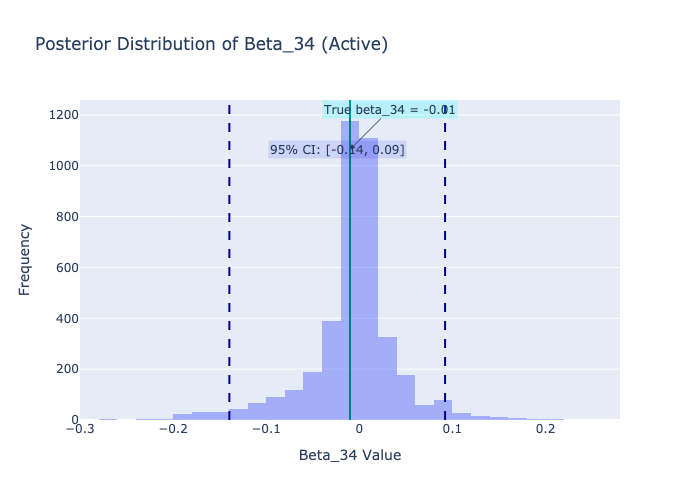 Posterior Distribution of Beta_34 (Active)
True beta_34 = -0.01
95% CI: [-0.14, 0.09]
1200
1000
800
600
400
200
0
Frequency
−0.3
−0.2
−0.1
0
0.1
0.2
Beta_34 Value